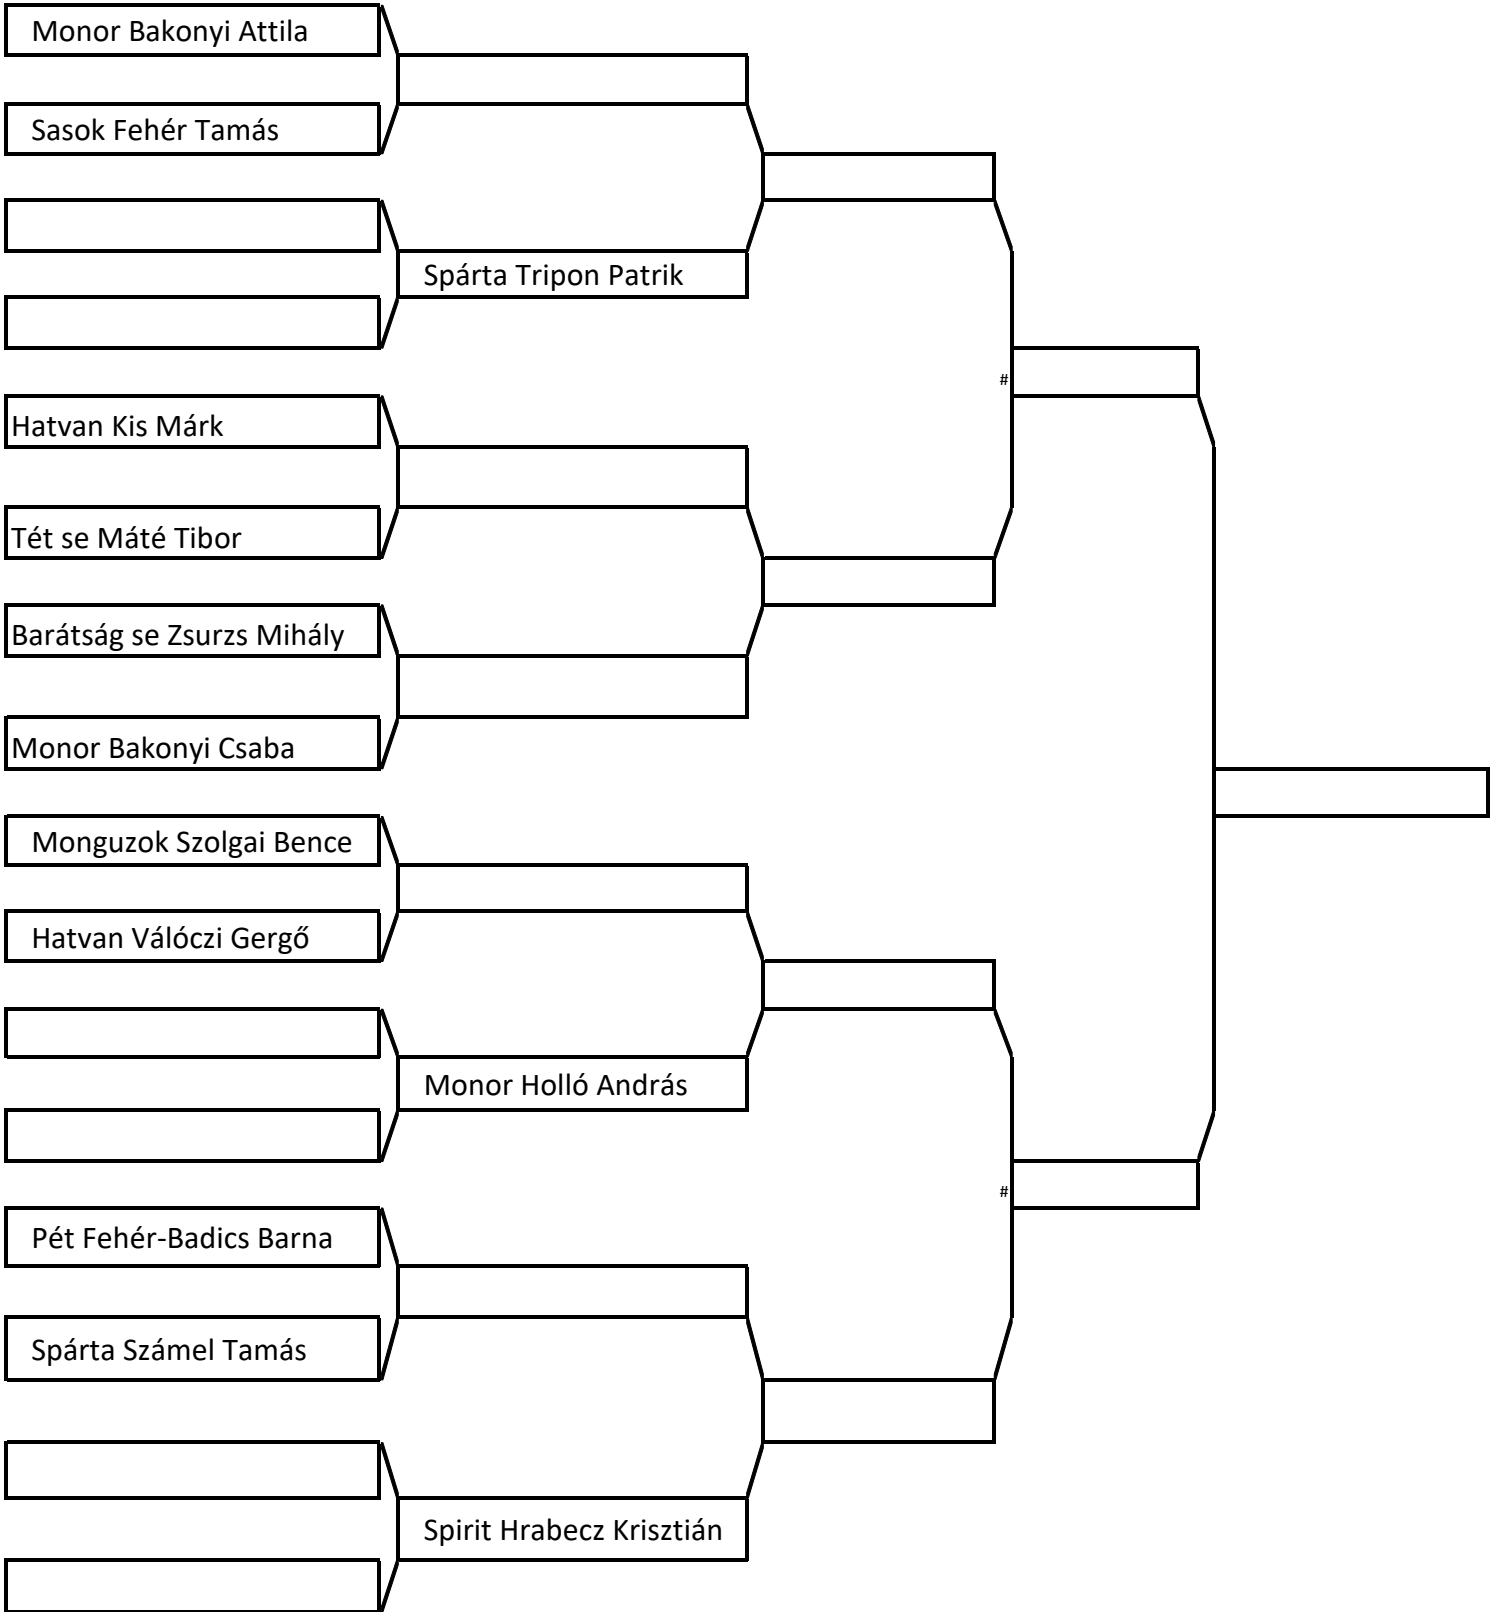 Monor Bakonyi Attila
Sasok Fehér Tamás
Spárta Tripon Patrik
#
Hatvan Kis Márk
Tét se Máté Tibor
Barátság se Zsurzs Mihály
Monor Bakonyi Csaba
Monguzok Szolgai Bence
Hatvan Válóczi Gergő
Monor Holló András
#
Pét Fehér-Badics Barna
Spárta Számel Tamás
Spirit Hrabecz Krisztián